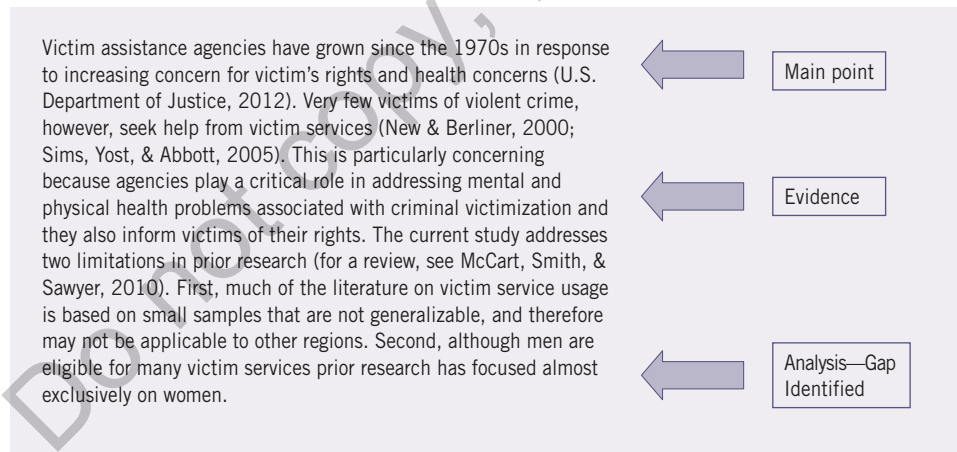 Victim assistance agencies have grown since the 1970s in response
to increasing concern for victim's rights and health concerns (U.S.
Department of Justice, 2012). Very few victims of violent crime,
however, seek help from victim services (New & Berliner, 2000;
Sims, Yost, & Abbott, 2005). This is particularly concerning
because agencies play a critical role in addressing mental and
physical health problems associated with criminal victimization and
they also inform victims of their rights. The current study addresses
two limitations in prior research (for a review, see McCart, Smith, &
Sawyer, 2010). First, much of the literature on victim service usage
is based on small samples that are not generalizable, and therefore
may not be applicable to other regions. Second, although men are
eligible for many victim services prior research has focused almost
exclusively on women.
Main point
Evidence
Analysis—Gap
Identified
Do not copy,